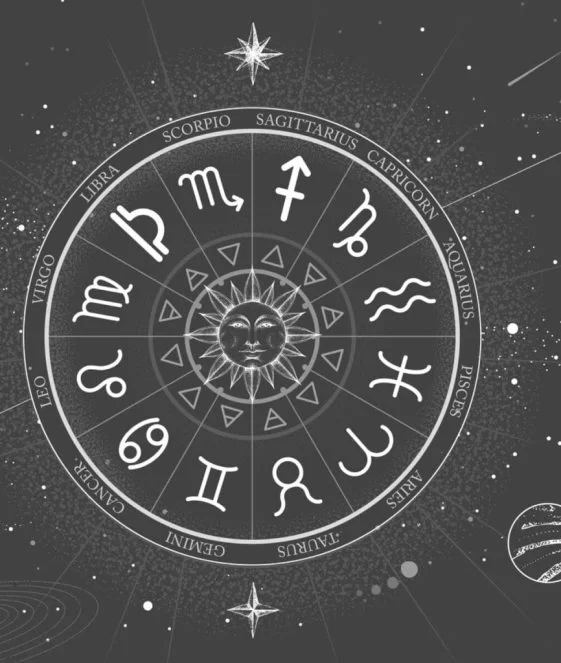 SAGITTARIUS
CAPRICORN
AQUARIUS
PISCES
ARIES
TAURUS
GEMINI
CANCER
LEO
VIRGO
LIBRA
SCORPIO